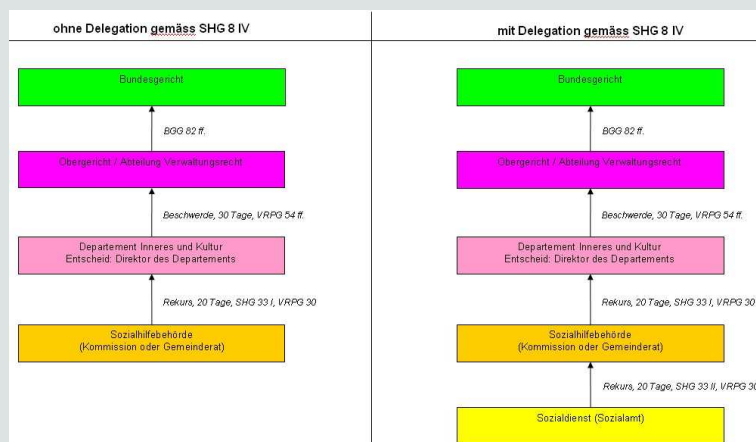 ohne Delegation gemäss SHG 8 IV
Bundesgericht
BGG 82 ff.
Obergericht / Abteilung Verwaltungsrecht
Beschwerde, 30 Tage, VRPG 54 ff.
Departement Inneres und Kultur
Entscheid: Direktor des Departements
Rekurs, 20 Tage, SHG 33 I, VRPG 30
Sozialhilfebehörde
(Kommission oder Gemeinderat)
mit Delegation gemäss SHG 8 IV
Bundesgericht
BGG 82 ff.
Obergericht / Abteilung Verwaltungsrecht
Beschwerde, 30 Tage, VRPG 54 ff.
Departement Inneres und Kultur
Entscheid: Direktor des Departements
Rekurs, 20 Tage, SHG 33 I, VRPG 30
Sozialhilfebehörde
(Kommission oder Gemeinderat)
Rekurs, 20 Tage, SHG 33 II, VRPG 30
Sozialdienst (Sozialamt)